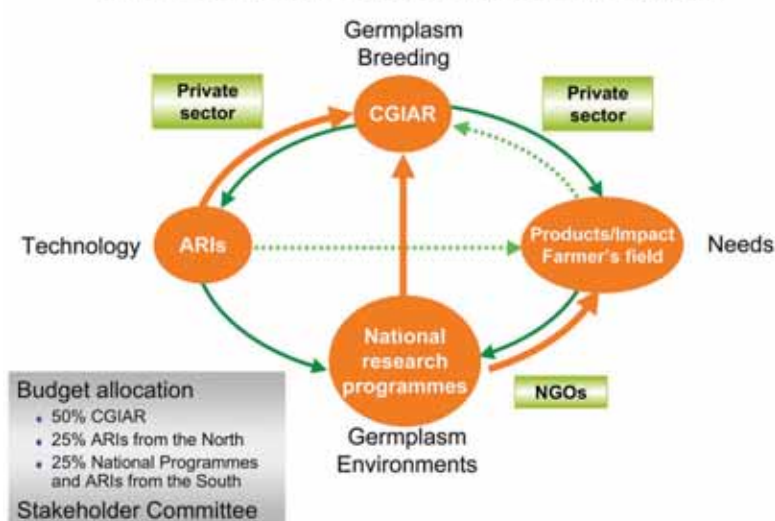 Germplasm
Breeding
Private
sector
CGIAR
Private
sector
Technology
ARIs
Products/Impact
Farmer's field
Needs
National
research
programmes
NGOs
Germplasm
Environments
Budget allocation
• 50% CGIAR
• 25% ARIs from the North
• 25% National Programmes
and ARIs from the South
Stakeholder Committee